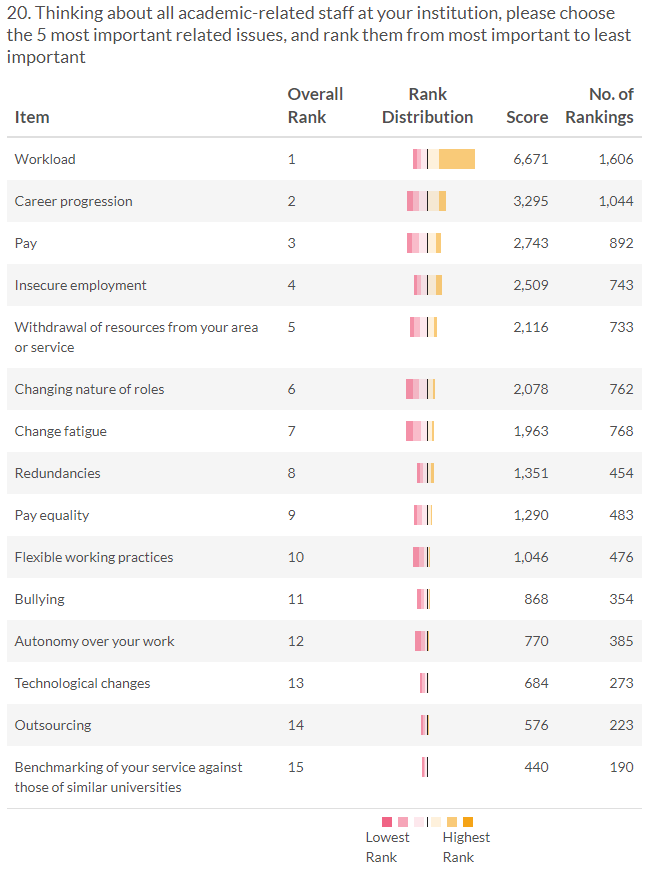 20. Thinking about all academic-related staff at your institution, please choose
the 5 most important related issues, and rank them from most important to least
important
Item Overall Rank Rank Distribution Score No. of Rankings
Workload 1 6,671 1,606
Career progression 2 3,295 1,044
Pay 3 2,743 892
Insecure employment 4 2,509 743
Withdrawal of resources from your area 5 2,116 733
or service
Changing nature of roles 6 2,078 762
Change fatigue 7 1,963 768
Redundancies 8 1,351 454
Pay equality 9 1,290 483
Flexible working practices 10 1,046 476
Bullying 11 868 354
Autonomy over your work 12 770 385
Technological changes 13 684 273
Outsourcing 14 576 223
Benchmarking of your service against 15 440 190
those of similar universities
Lowest Highest
Rank Rank